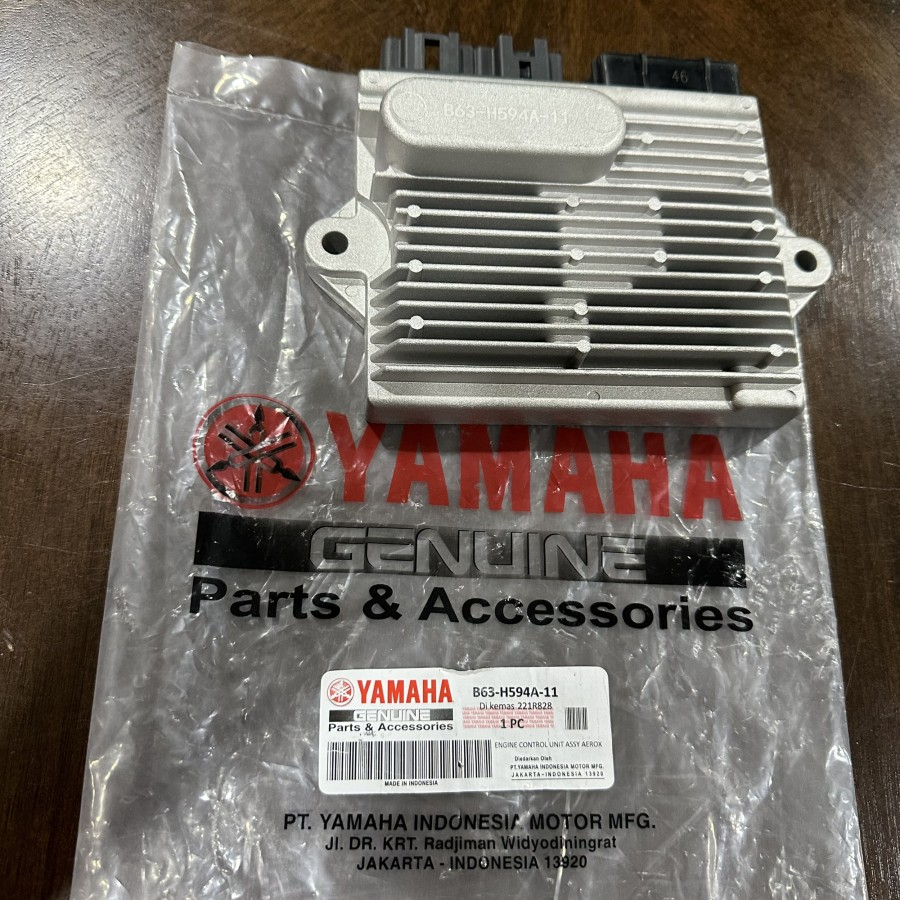 46
B63-H594A-11
YAMAHA
GENUINE
Parts & Accessories
YAMAHA
GENUINE
Parts & Accessories
B63-H594A-11
Di kemas 221R828
1 PC
ENGINE CONTROL UNIT ASSY AEROX
Diedarkan Oleh
PT.YAMAHA INDONESIA MOTOR MFG.
JAKARTA-INDONESIA 13920
MADE IN INDONESIA
PT. YAMAHA INDONESIA MOTOR MFG.
Jl. DR. KRT. Radjiman Widyodiningrat
JAKARTA - INDONESIA 13920